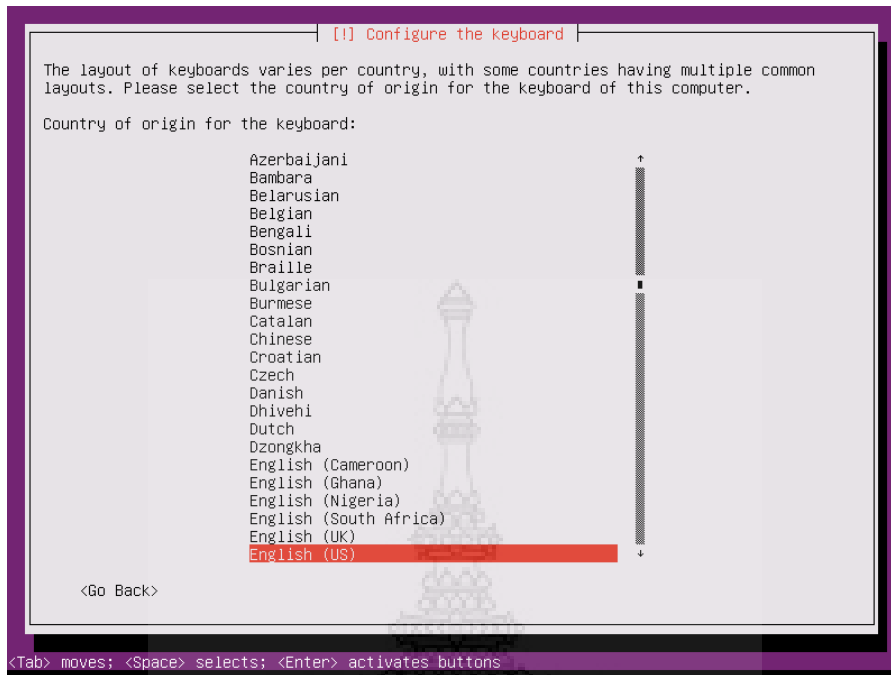 [!] Configure the keyboard
The layout of keyboards varies per country, with some countries having multiple common
layouts. Please select the country of origin for the keyboard of this computer.
Country of origin for the keyboard:
Azerbaijani
Bambara
Belarusian
Belgian
Bengali
Bosnian
Braille
Bulgarian
Burmese
Catalan
Chinese
Croatian
Czech
Danish
Dhivehi
Dutch
Dzongkha
English (Cameroon)
English (Ghana)
English (Nigeria)
English (South Africa)
English (UK)
English (US)
<Go Back>
<Tab> moves; <Space> selects; <Enter> activates buttons